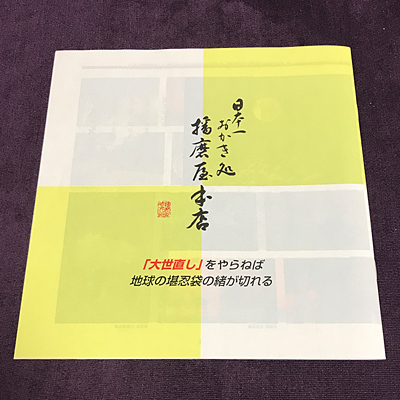 日本一
おかき処
播磨屋本店
「大世直し」をやらねば
地球の堪忍袋の緒が切れる